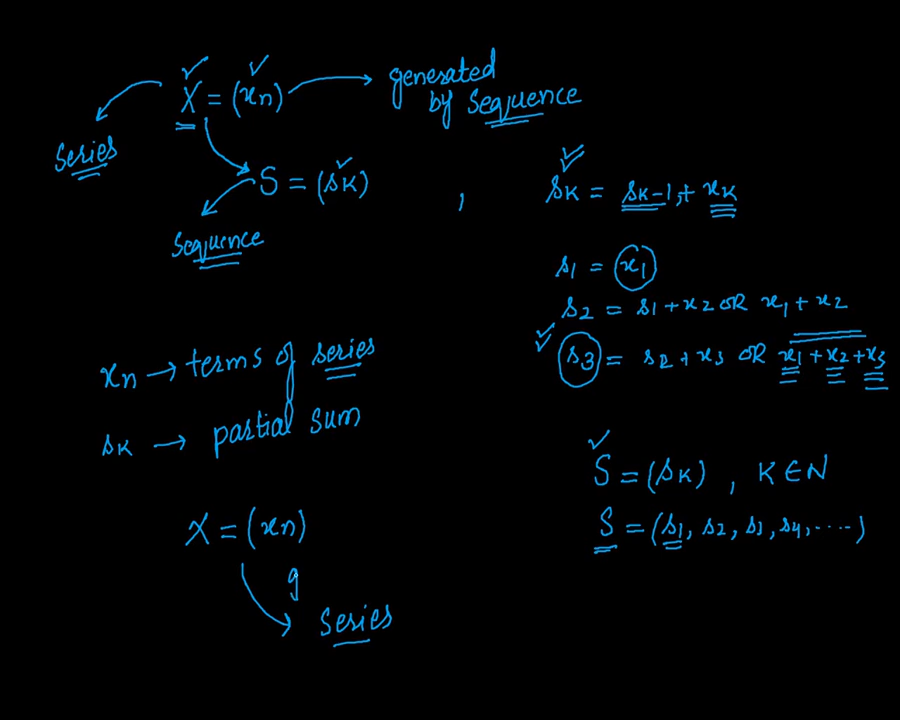 X = (xn) → generated
by Sequence
Series
S = (sK) , sK = sK-1 + xK
Sequence
s1 = x1
s2 = s1 + x2 OR x1 + x2
s3 = s2 + x3 OR x1 + x2 + x3
xn → terms of series
sK → partial sum
S = (sK) , K ∈ N
S = (s1, s2, s3, s4, .....)
X = (xn)
g
Series